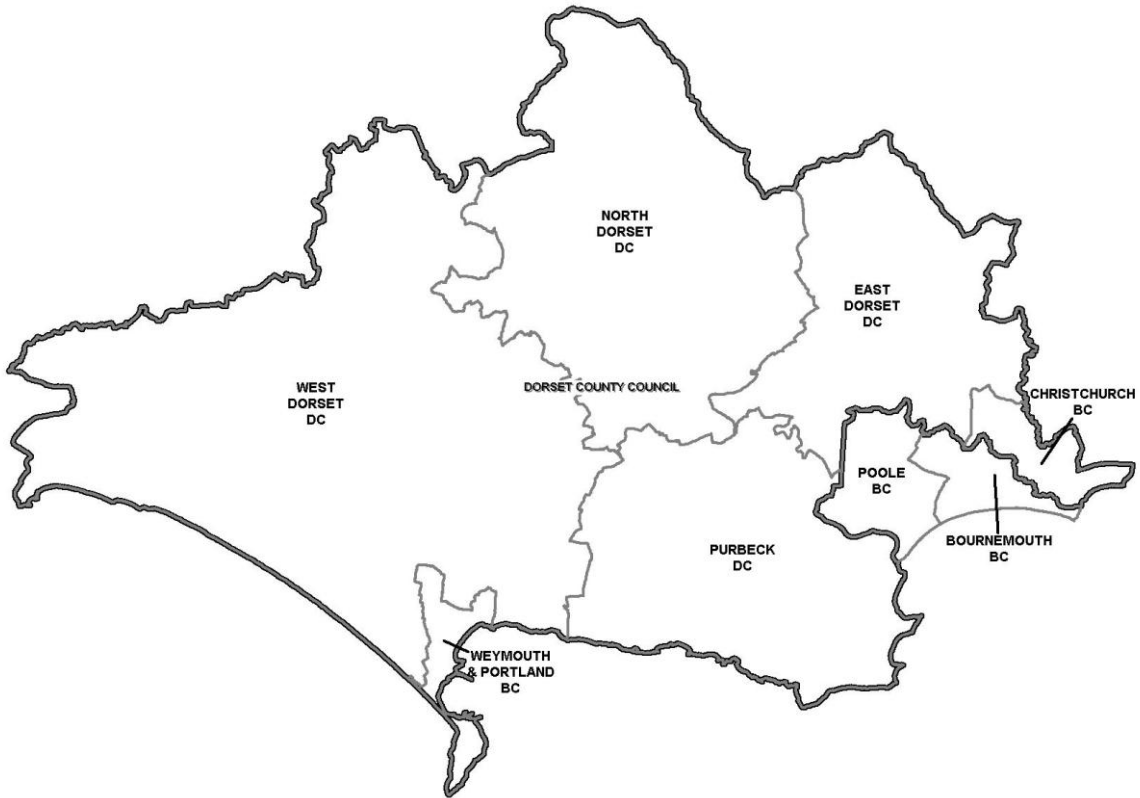 NORTH
DORSET
DC
EAST
DORSET
DC
WEST
DORSET
DC
DORSET COUNTY COUNCIL
CHRISTCHURCH
BC
POOLE
BC
BOURNEMOUTH
BC
PURBECK
DC
WEYMOUTH
& PORTLAND
BC